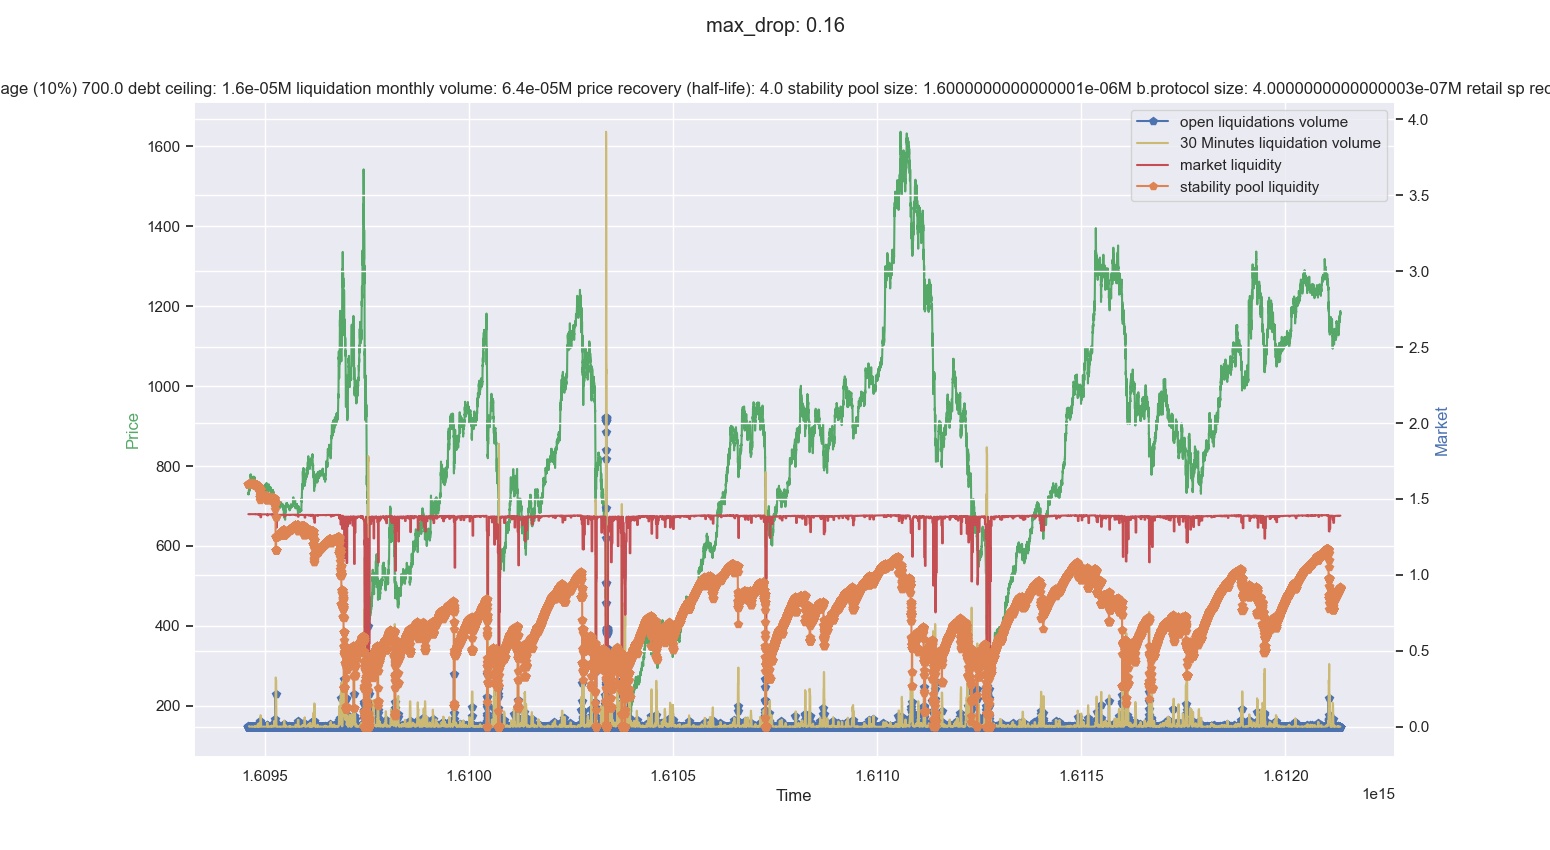 max_drop: 0.16
age (10%) 700.0 debt ceiling: 1.6e-05M liquidation monthly volume: 6.4e-05M price recovery (half-life): 4.0 stability pool size: 1.6000000000000001e-06M b.protocol size: 4.0000000000000003e-07M retail sp rec
open liquidations volume
30 Minutes liquidation volume
market liquidity
stability pool liquidity
1600
1400
1200
1000
800
600
400
200
Price
4.0
3.5
3.0
2.5
2.0
1.5
1.0
0.5
0.0
Market
1.6095
1.6100
1.6105
1.6110
1.6115
1.6120
1e15
Time